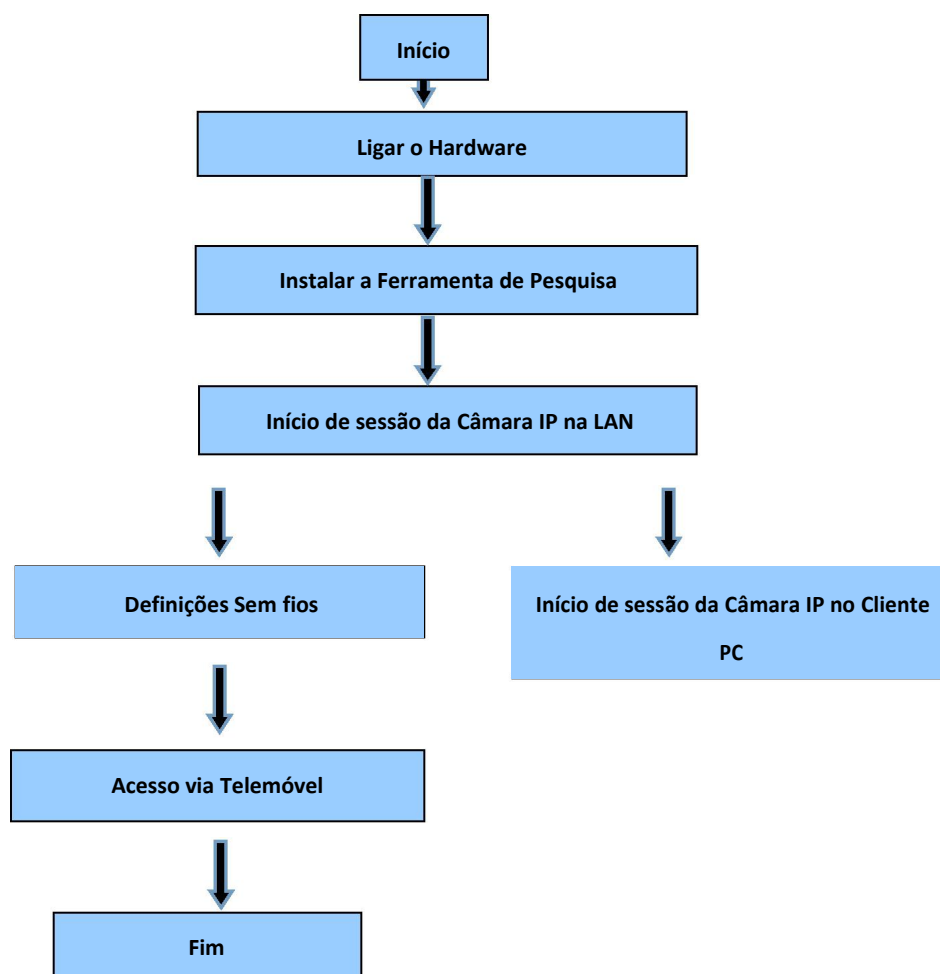 Início
Ligar o Hardware
Instalar a Ferramenta de Pesquisa
Início de sessão da Câmara IP na LAN
Definições Sem fios
Início de sessão da Câmara IP no Cliente
PC
Acesso via Telemóvel
Fim